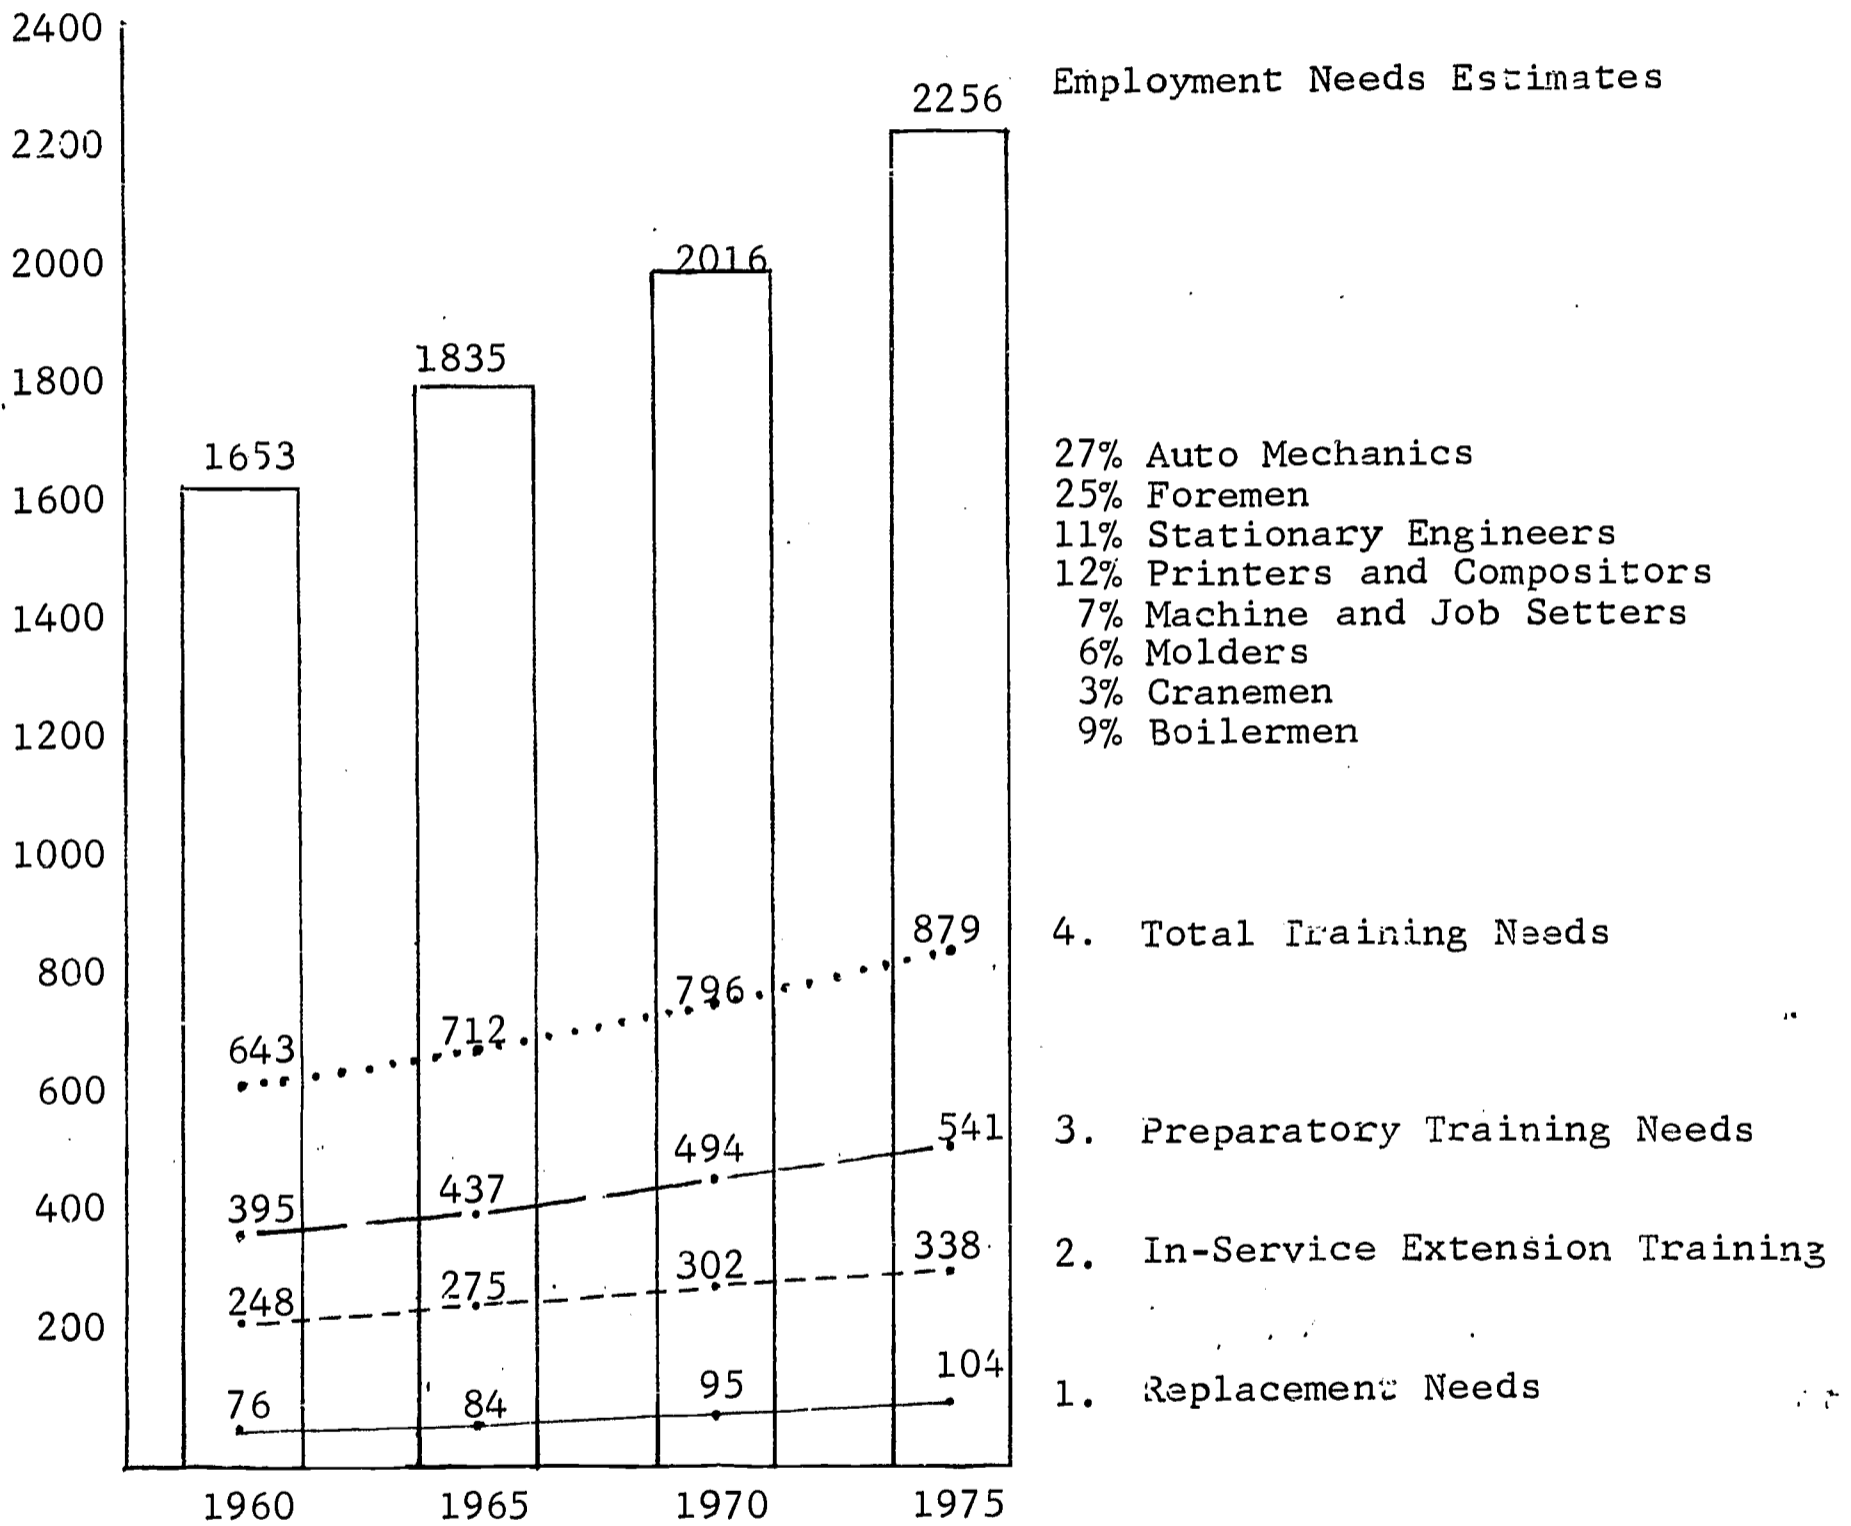 Employment Needs Estimates
2400
2200
2000
1800
1600
1400
1200
1000
800
600
400
200
2256
2016
1835
1653
27% Auto Mechanics
25% Foremen
11% Stationary Engineers
12% Printers and Compositors
7% Machine and Job Setters
6% Molders
3% Cranemen
9% Boilermen
643 712 796 879
4. Total Training Needs
395 437 494 541
3. Preparatory Training Needs
248 275 302 338
2. In-Service Extension Training
76 84 95 104
1. Replacement Needs
1960 1965 1970 1975